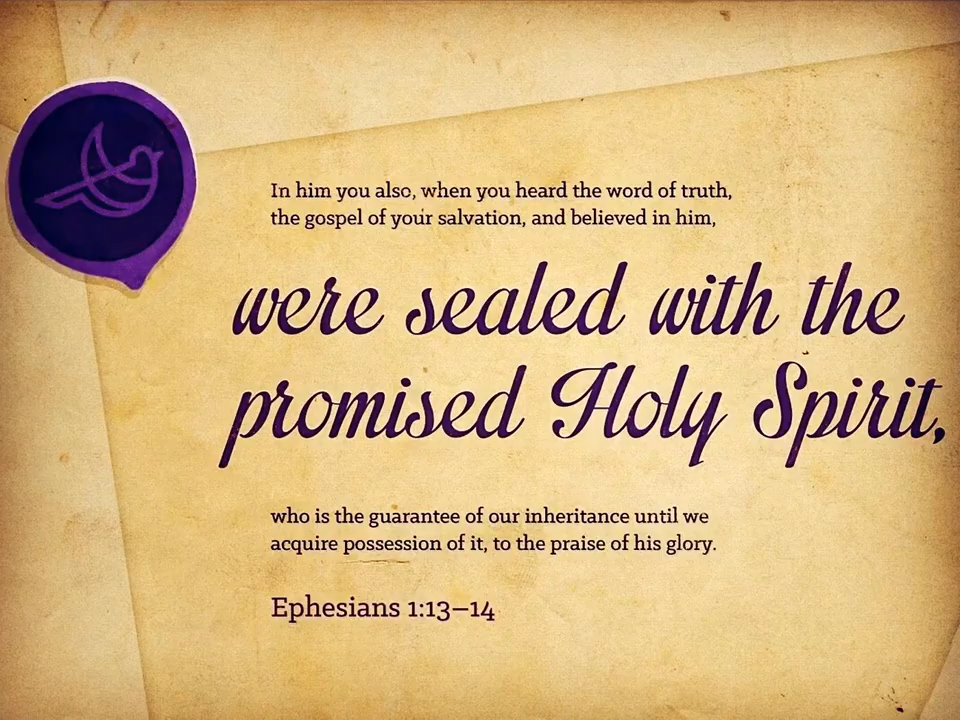 In him you also, when you heard the word of truth,
the gospel of your salvation, and believed in him,
were sealed with the
promised Holy Spirit,
who is the guarantee of our inheritance until we
acquire possession of it, to the praise of his glory.
Ephesians 1:13–14